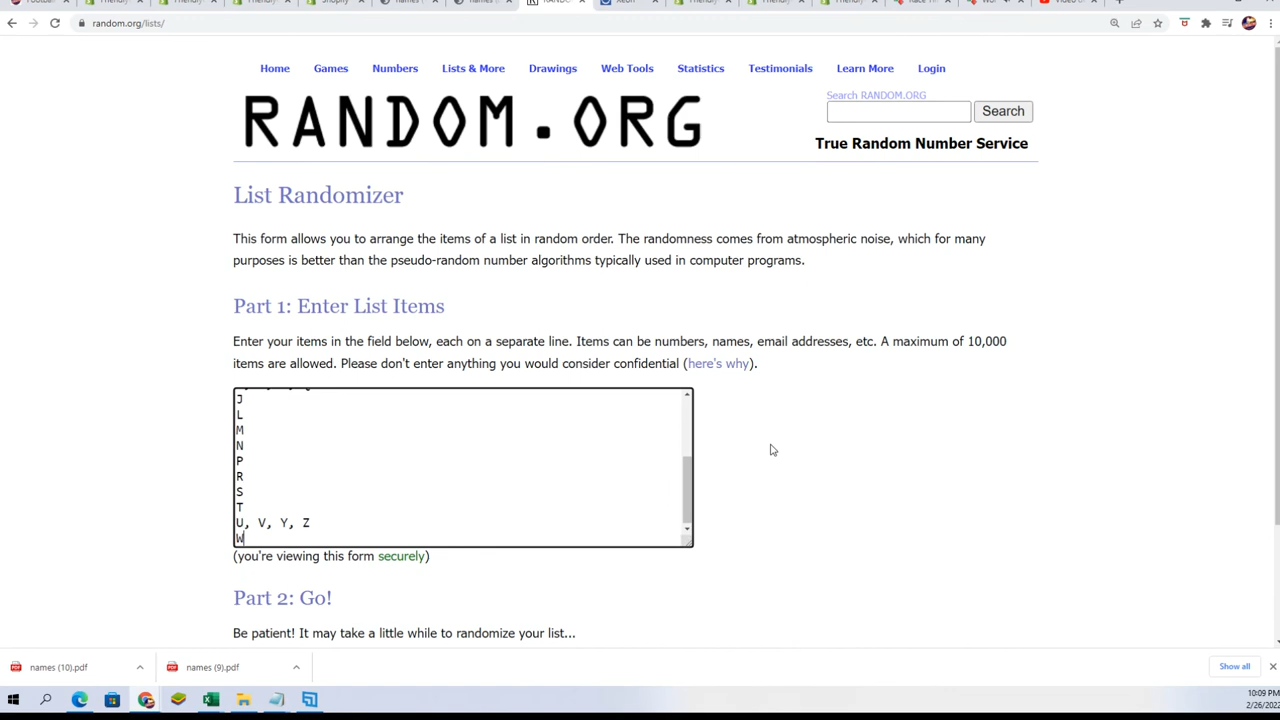 random.org/lists/
Home Games Numbers Lists & More Drawings Web Tools Statistics Testimonials Learn More Login
RANDOM.ORG
Search RANDOM.ORG
Search
True Random Number Service
List Randomizer
This form allows you to arrange the items of a list in random order. The randomness comes from atmospheric noise, which for many
purposes is better than the pseudo-random number algorithms typically used in computer programs.
Part 1: Enter List Items
Enter your items in the field below, each on a separate line. Items can be numbers, names, email addresses, etc. A maximum of 10,000
items are allowed. Please don't enter anything you would consider confidential (here's why).
J
L
M
N
P
R
S
T
U, V, Y, Z
W
(you're viewing this form securely)
Part 2: Go!
Be patient! It may take a little while to randomize your list...
names (10).pdf
names (9).pdf
Show all
10:09 PM